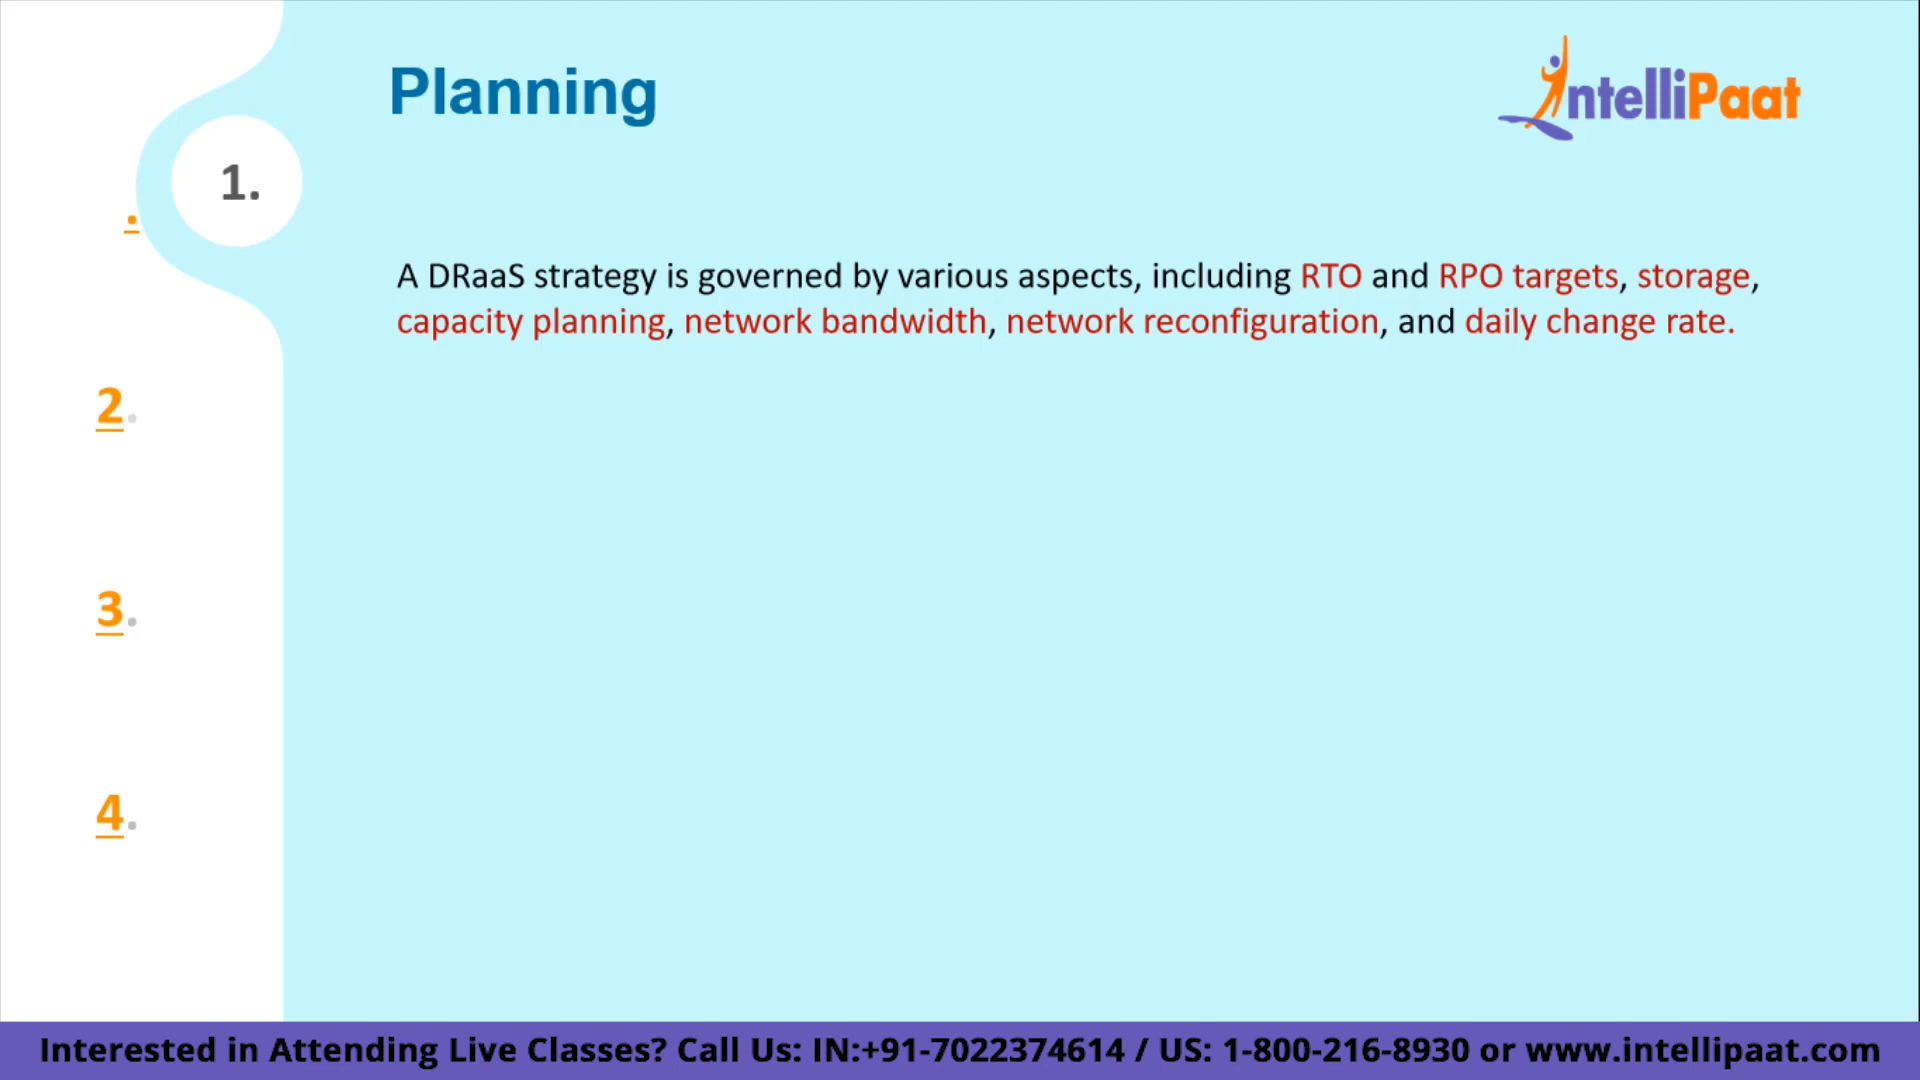 Planning
IntelliPaat
1.
.
A DRaaS strategy is governed by various aspects, including RTO and RPO targets, storage,
capacity planning, network bandwidth, network reconfiguration, and daily change rate.
2.
3.
4.
Interested in Attending Live Classes? Call Us: IN:+91-7022374614 / US: 1-800-216-8930 or www.intellipaat.com